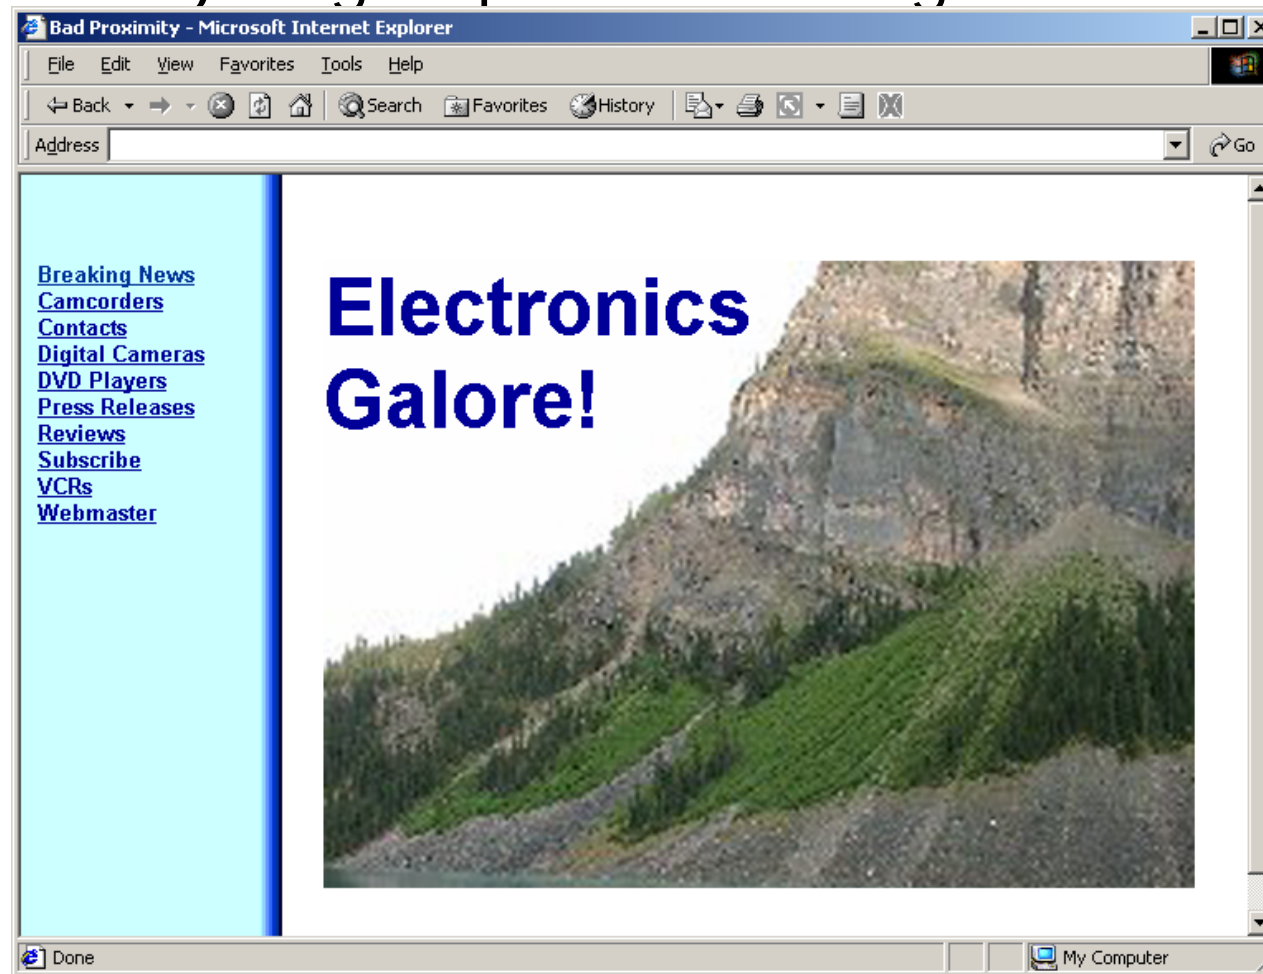 Bad Proximity - Microsoft Internet Explorer
File Edit View Favorites Tools Help
Back Search Favorites History
Address Go
Breaking News
Camcorders
Contacts
Digital Cameras
DVD Players
Press Releases
Reviews
Subscribe
VCRs
Webmaster
Electronics
Galore!
Done My Computer